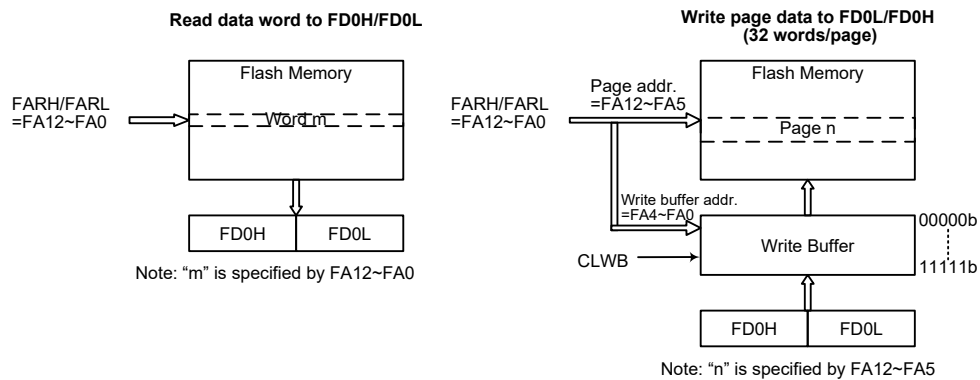 Read data word to FD0H/FD0L
Flash Memory
FARH/FARL
=FA12~FA0
Word m
FD0H
FD0L
Note: “m” is specified by FA12~FA0
Write page data to FD0L/FD0H
(32 words/page)
Flash Memory
Page addr.
=FA12~FA5
FARH/FARL
=FA12~FA0
Page n
Write buffer addr.
=FA4~FA0
00000b
Write Buffer
CLWB
11111b
FD0H
FD0L
Note: “n” is specified by FA12~FA5